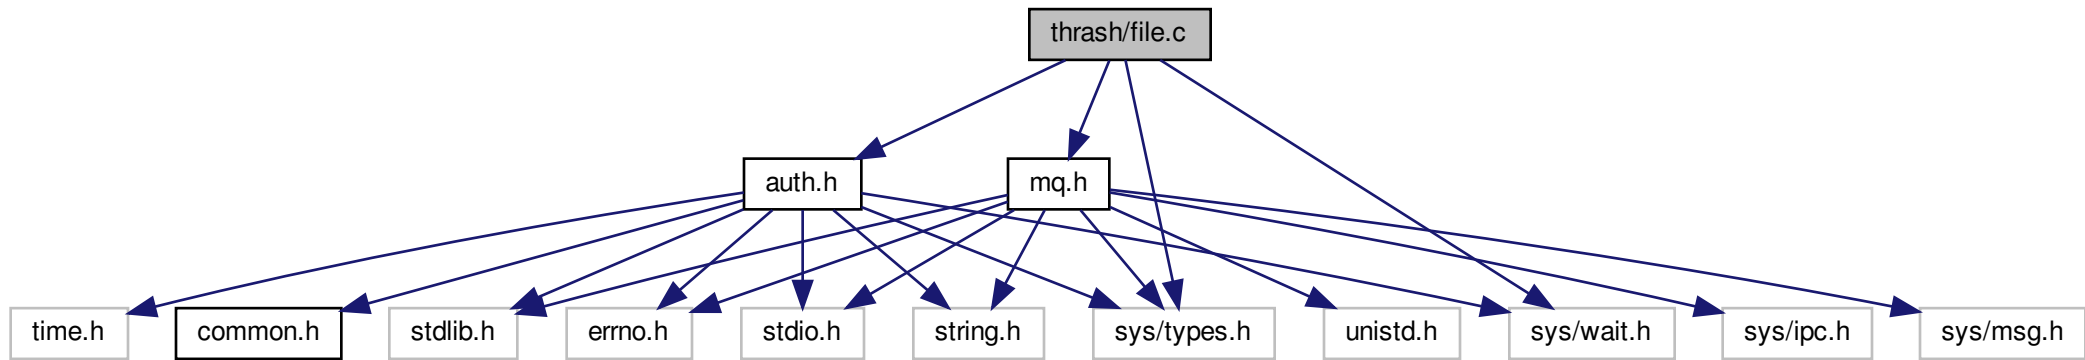 thrash/file.c
auth.h
mq.h
time.h
common.h
stdlib.h
errno.h
stdio.h
string.h
sys/types.h
unistd.h
sys/wait.h
sys/ipc.h
sys/msg.h